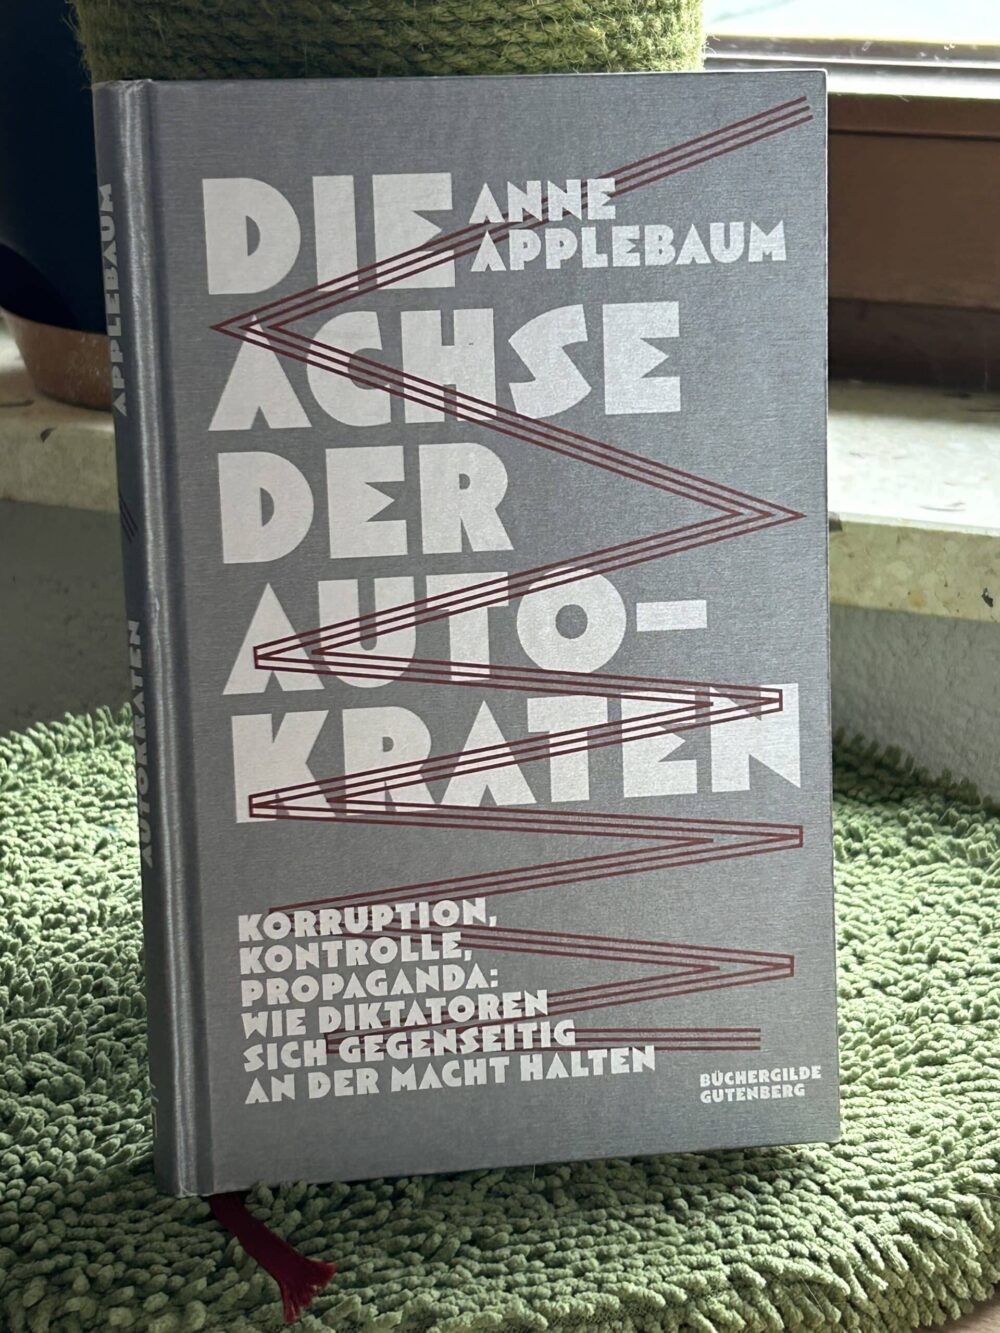 DIE
ANNE
APPLEBAUM
ACHSE
DER
AUTO-
KRATEN
KORRUPTION,
KONTROLLE,
PROPAGANDA:
WIE DIKTATOREN
SICH GEGENSEITIG
AN DER MACHT HALTEN
BÜCHERGILDE
GUTENBERG
APPLEBAUM
AUTOKRATEN